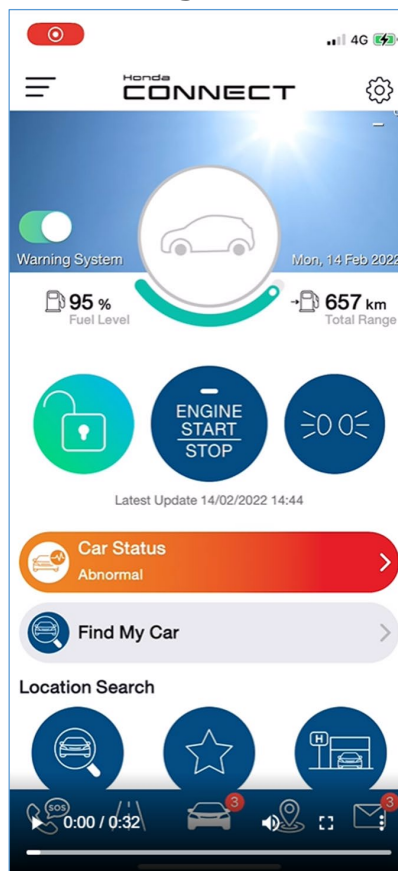 4G
Honda
CONNECT
Warning System
Mon, 14 Feb 2022
95 %
Fuel Level
657 km
Total Range
ENGINE
START
STOP
Latest Update 14/02/2022 14:44
Car Status
Abnormal
Find My Car
Location Search
H
SOS
3
3
0:00 / 0:32